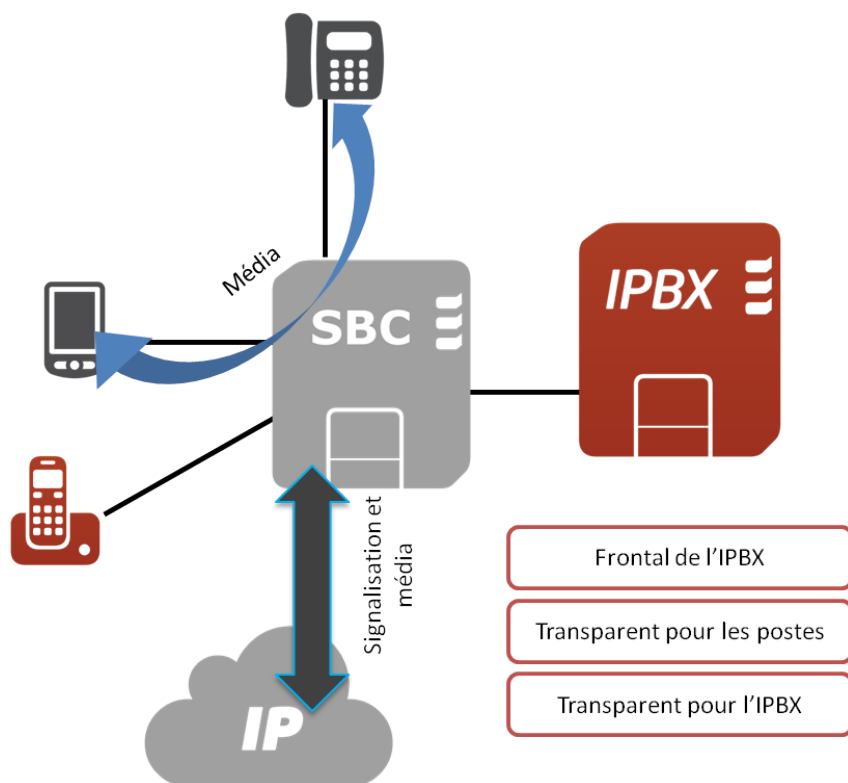 Média
SBC
IPBX
Signalisation et
média
IP
Frontal de l’IPBX
Transparent pour les postes
Transparent pour l’IPBX